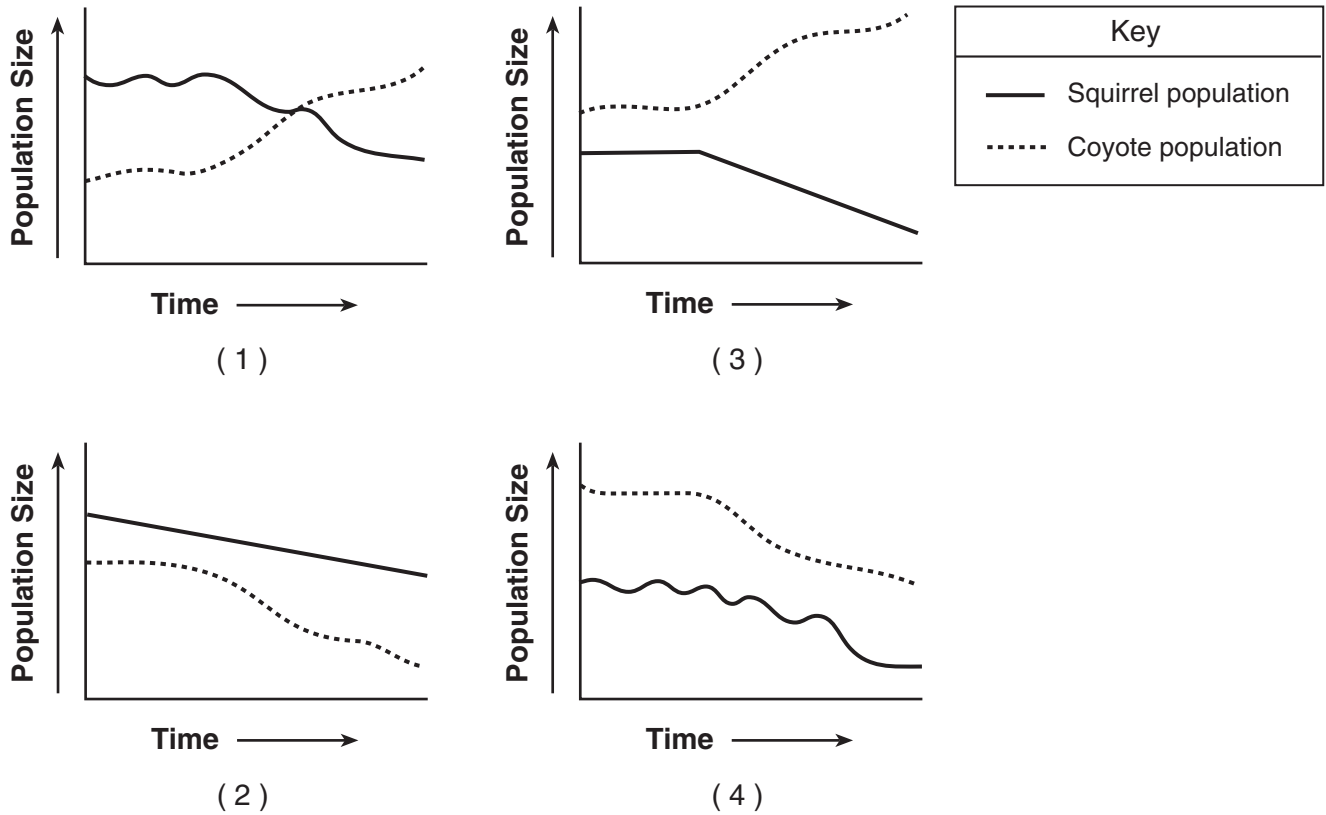 Population Size
Time
( 1 )
Population Size
Time
( 3 )
Key
Squirrel population
Coyote population
Population Size
Time
( 2 )
Population Size
Time
( 4 )